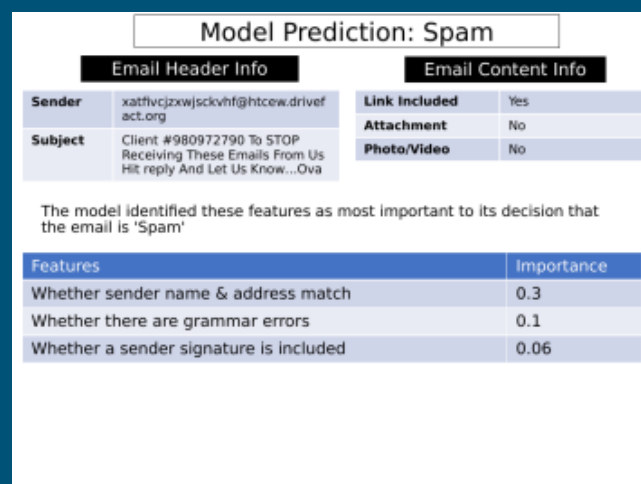 Model Prediction: Spam
Email Header Info
Email Content Info
Sender
xatfivcjzxwjsckvhf@htcew.drivef
act.org
Subject
Client #980972790 To STOP
Receiving These Emails From Us
Hit reply And Let Us Know...Ova
Link Included Yes
Attachment No
Photo/Video No
The model identified these features as most important to its decision that
the email is 'Spam'
Features Importance
Whether sender name & address match 0.3
Whether there are grammar errors 0.1
Whether a sender signature is included 0.06